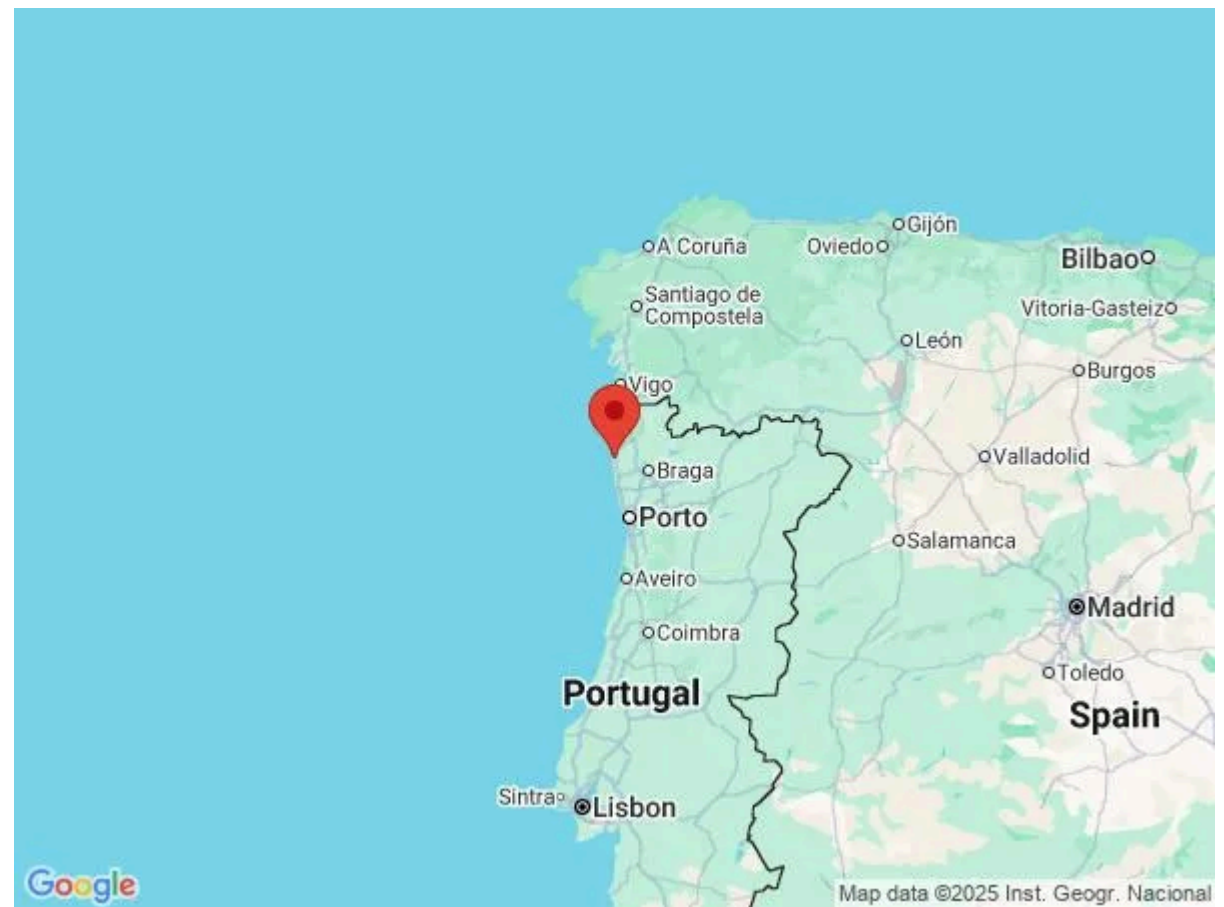 Gijón
A Coruña
Oviedo
Bilbao
Santiago de
Compostela
Vitoria-Gasteiz
León
Burgos
Vigo
Valladolid
Braga
Porto
Salamanca
Aveiro
Madrid
Coimbra
Toledo
Portugal
Spain
Sintra
Lisbon
Google
Map data ©2025 Inst. Geogr. Nacional